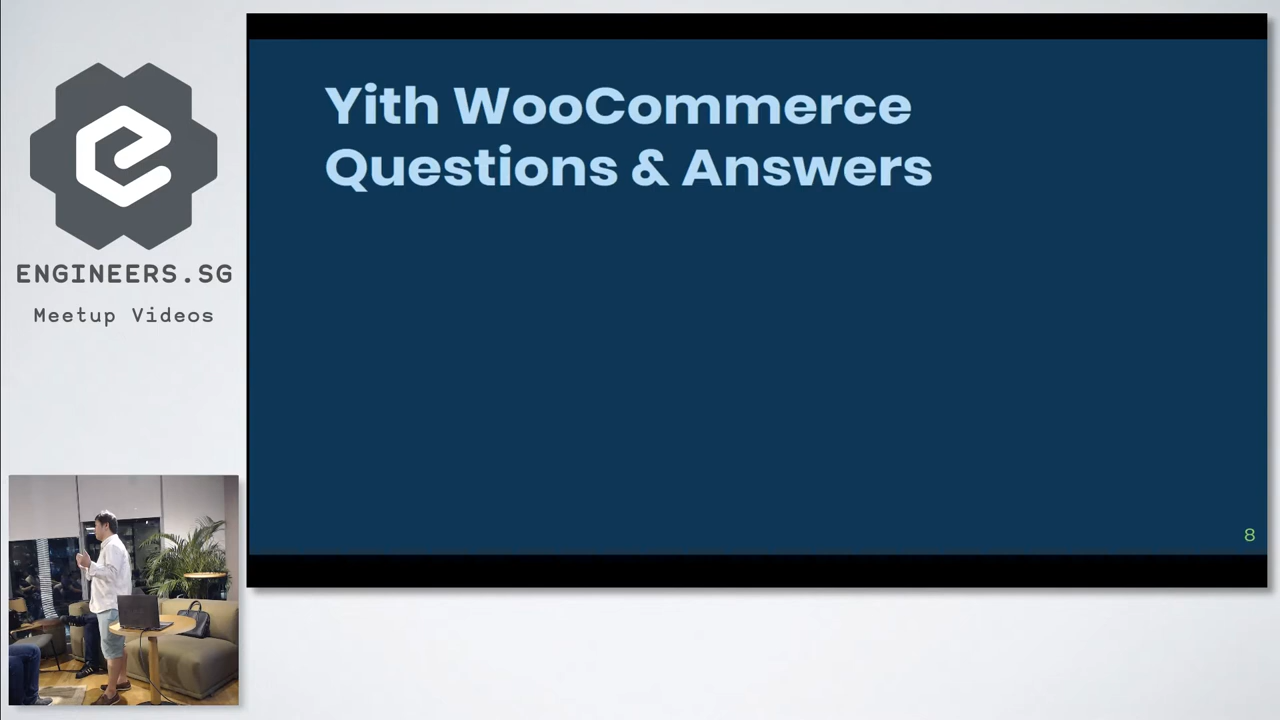 ENGINEERS.SG
Meetup Videos
Yith WooCommerce
Questions & Answers
8